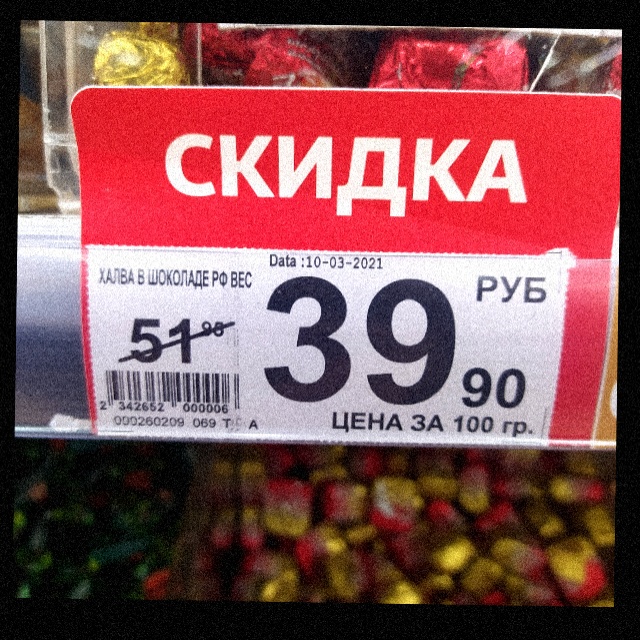 СКИДКА
Data :10-03-2021
ХАЛВА В ШОКОЛАДЕ РФ ВЕС
РУБ
51 98
39 90
2 342652 000006
ЦЕНА ЗА 100 гр.
000260209 069 А